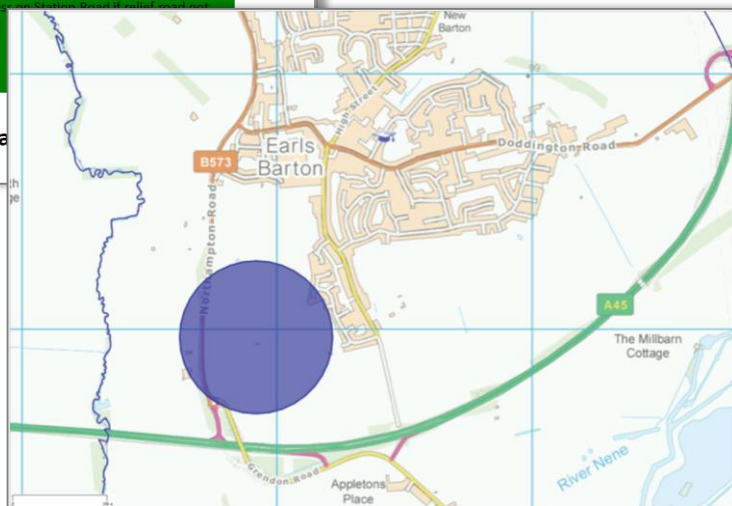 ss on Station Road if relief road not
New
Barton
High Street
Earls
Barton
Doddington Road
B573
Northampton Road
A45
The Millbarn
Cottage
River Nene
Grendon Road
Appletons
Place